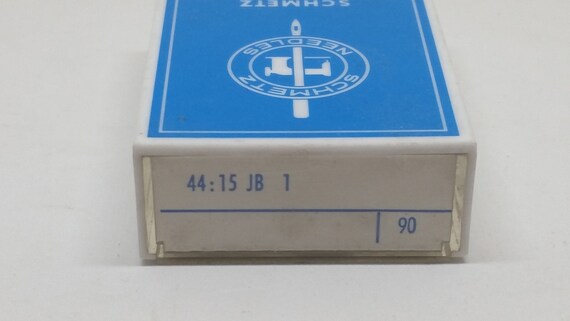 SCHMETZ
SCHMETZ NEEDLES
44:15 JB 1
90